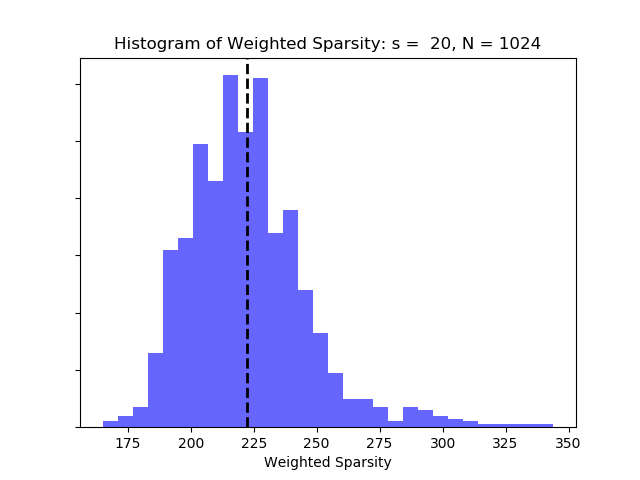 Histogram of Weighted Sparsity: s =  20, N = 1024
175 200 225 250 275 300 325 350
Weighted Sparsity